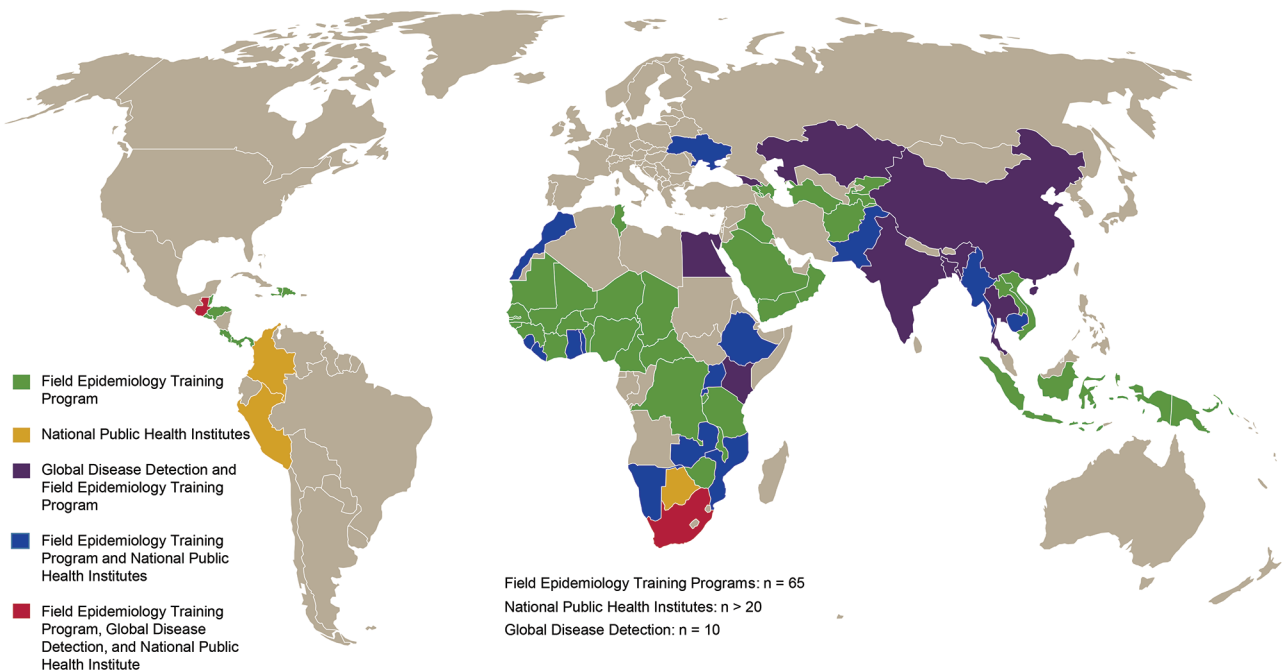 Field Epidemiology Training
Program
National Public Health Institutes
Global Disease Detection and
Field Epidemiology Training
Program
Field Epidemiology Training
Program and National Public
Health Institutes
Field Epidemiology Training
Program, Global Disease
Detection, and National Public
Health Institute
Field Epidemiology Training Programs: n = 65
National Public Health Institutes: n > 20
Global Disease Detection: n = 10